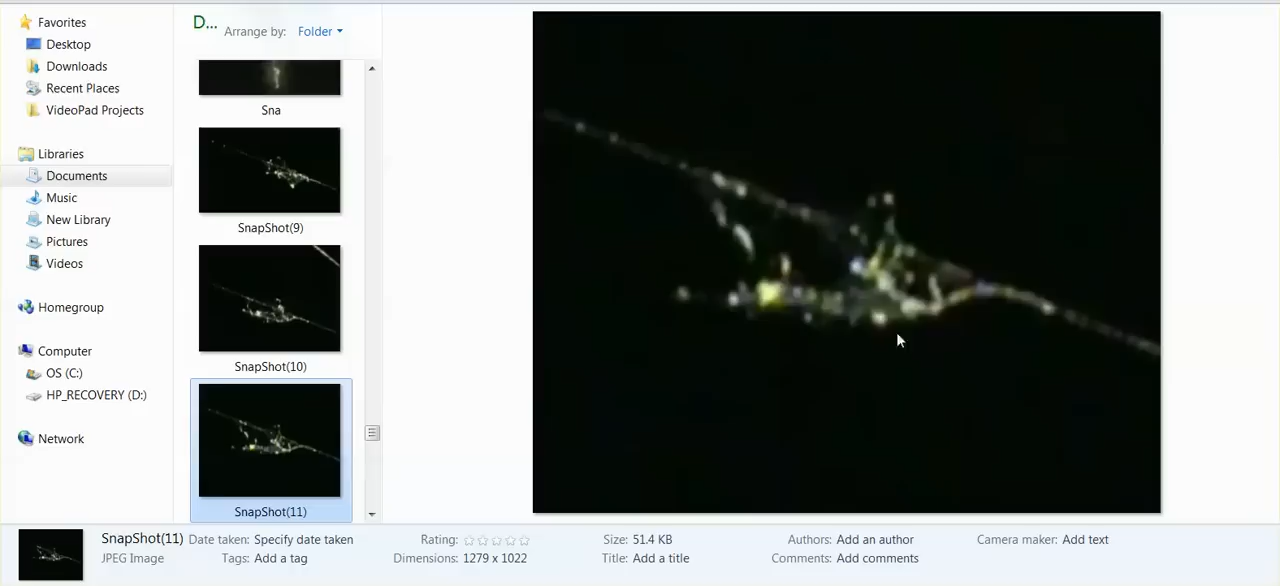 Favorites
Desktop
Downloads
Recent Places
VideoPad Projects
Libraries
Documents
Music
New Library
Pictures
Videos
Homegroup
Computer
OS (C:)
HP_RECOVERY (D:)
Network
D...
Arrange by: Folder
Sna
SnapShot(9)
SnapShot(10)
SnapShot(11)
SnapShot(11) Date taken: Specify date taken Rating: Size: 51.4 KB Authors: Add an author Camera maker: Add text
JPEG Image Tags: Add a tag Dimensions: 1279 x 1022 Title: Add a title Comments: Add comments